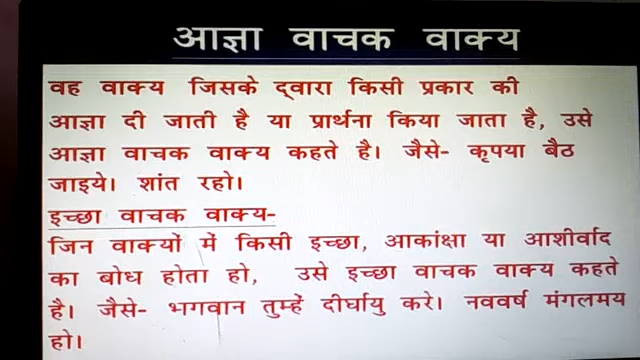 आज्ञा वाचक वाक्य
वह वाक्य जिसके द्वारा किसी प्रकार की
आज्ञा दी जाती है या प्रार्थना किया जाता है, उसे
आज्ञा वाचक वाक्य कहते है। जैसे- कृपया बैठ
जाइये। शांत रहो।
इच्छा वाचक वाक्य-
जिन वाक्यों में किसी इच्छा, आकांक्षा या आशीर्वाद
का बोध होता हो, उसे इच्छा वाचक वाक्य कहते
है। जैसे- भगवान तुम्हें दीर्घायु करे। नववर्ष मंगलमय
हो।